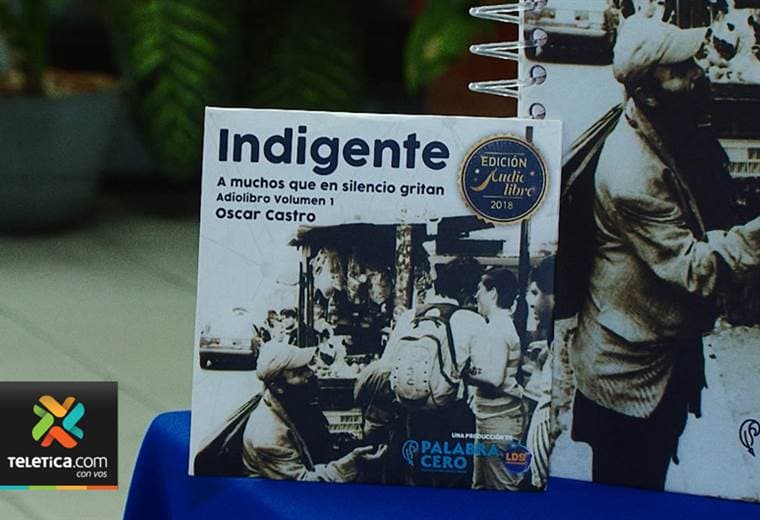 Indigente
A muchos que en silencio gritan
Adiolibro Volumen 1
Oscar Castro
EDICIÓN
Audio
libro
2018
UNA PRODUCCIÓN DE
PALABRA
CERO
LDS
TELETICA.com
con vos